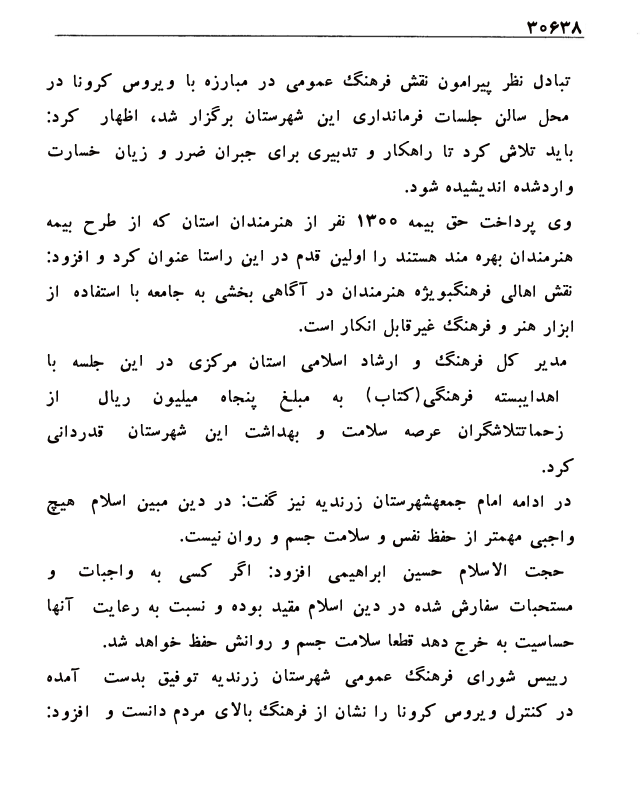 ۳۰۶۳۸
تبادل نظر پیرامون نقش فرهنگ عمومی در مبارزه با ویروس کرونا در
محل سالن جلسات فرمانداری این شهرستان برگزار شد، اظهار کرد:
باید تلاش کرد تا راهکار و تدبیری برای جبران ضرر و زیان خسارت
واردشده اندیشیده شود.
وی پرداخت حق بیمه ۱۳۰۰ نفر از هنرمندان استان که از طرح بیمه
هنرمندان بهره مند هستند را اولین قدم در این راستا عنوان کرد و افزود:
نقش اهالی فرهنگبویژه هنرمندان در آگاهی بخشی به جامعه با استفاده از
ابزار هنر و فرهنگ غیرقابل انکار است.
مدیر کل فرهنگ و ارشاد اسلامی استان مرکزی در این جلسه با
اهدایبسته فرهنگی(کتاب) به مبلغ پنجاه میلیون ریال از
زحماتتلاشگران عرصه سلامت و بهداشت این شهرستان قدردانی
کرد.
در ادامه امام جمعهشهرستان زرندیه نیز گفت: در دین مبین اسلام هیچ
واجبی مهمتر از حفظ نفس و سلامت جسم و روان نیست.
حجت الاسلام حسین ابراهیمی افزود: اگر کسی به واجبات و
مستحبات سفارش شده در دین اسلام مقید بوده و نسبت به رعایت آنها
حساسیت به خرج دهد قطعا سلامت جسم و روانش حفظ خواهد شد.
رییس شورای فرهنگ عمومی شهرستان زرندیه توفیق بدست آمده
در کنترل ویروس کرونا را نشان از فرهنگ بالای مردم دانست و افزود: